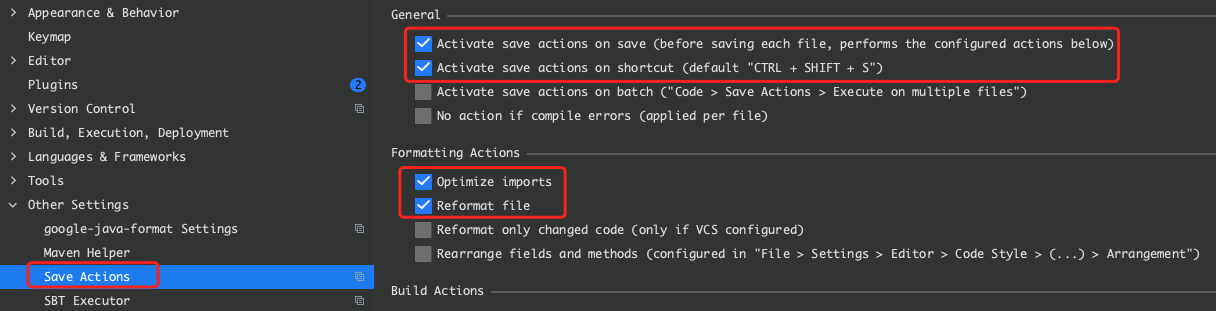 Appearance & Behavior
Keymap
Editor
Plugins 2
Version Control
Build, Execution, Deployment
Languages & Frameworks
Tools
Other Settings
google-java-format Settings
Maven Helper
Save Actions
SBT Executor
General
Activate save actions on save (before saving each file, performs the configured actions below)
Activate save actions on shortcut (default "CTRL + SHIFT + S")
Activate save actions on batch ("Code > Save Actions > Execute on multiple files")
No action if compile errors (applied per file)
Formatting Actions
Optimize imports
Reformat file
Reformat only changed code (only if VCS configured)
Rearrange fields and methods (configured in "File > Settings > Editor > Code Style > (...) > Arrangement")
Build Actions